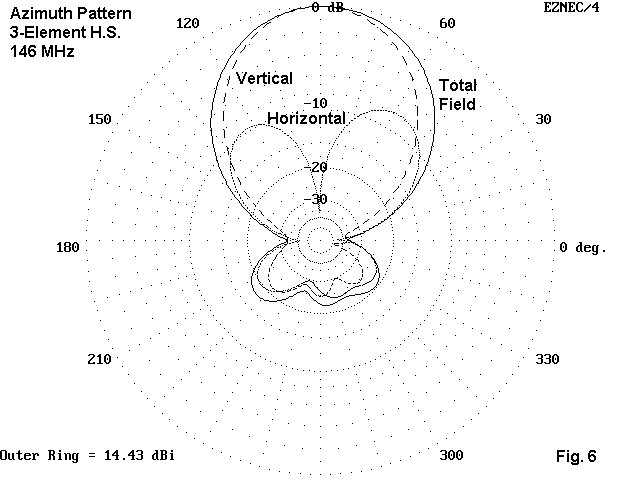 Azimuth Pattern
3-Element H.S.
146 MHz
0 dB
EZNEC/4
120
60
Vertical
Total
Field
-10
Horizontal
150
30
-20
-30
180
0 deg.
210
330
Outer Ring = 14.43 dBi
300
Fig. 6